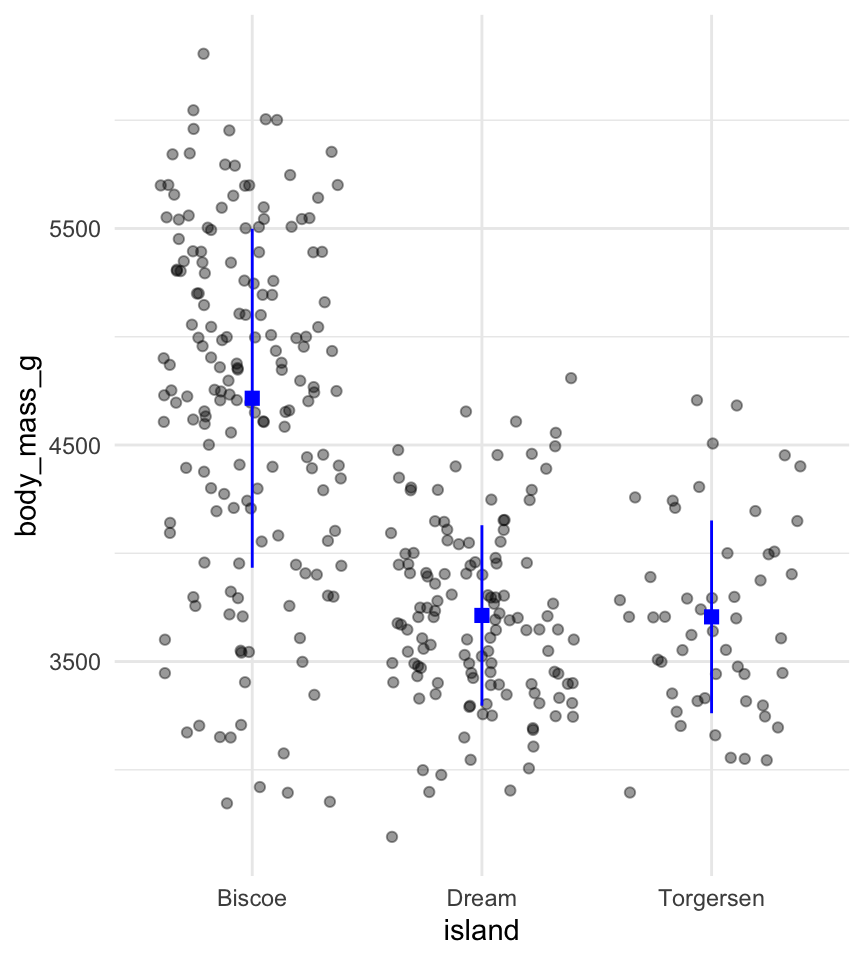 body_mass_g
5500
4500
3500
Biscoe
Dream
Torgersen
island